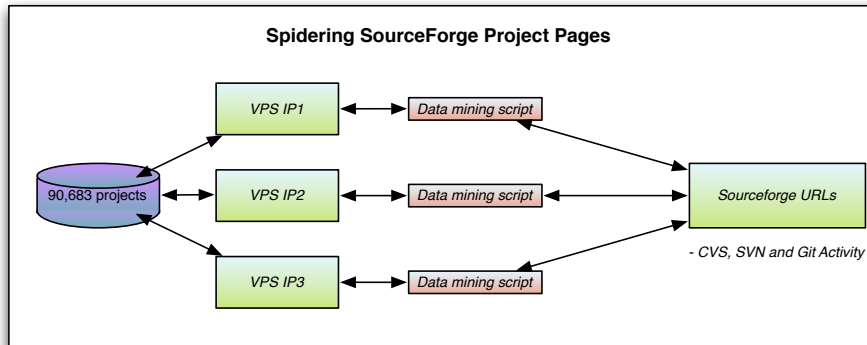 Spidering SourceForge Project Pages
VPS IP1
Data mining script
90,683 projects
VPS IP2
Data mining script
Sourceforge URLs
- CVS, SVN and Git Activity
VPS IP3
Data mining script